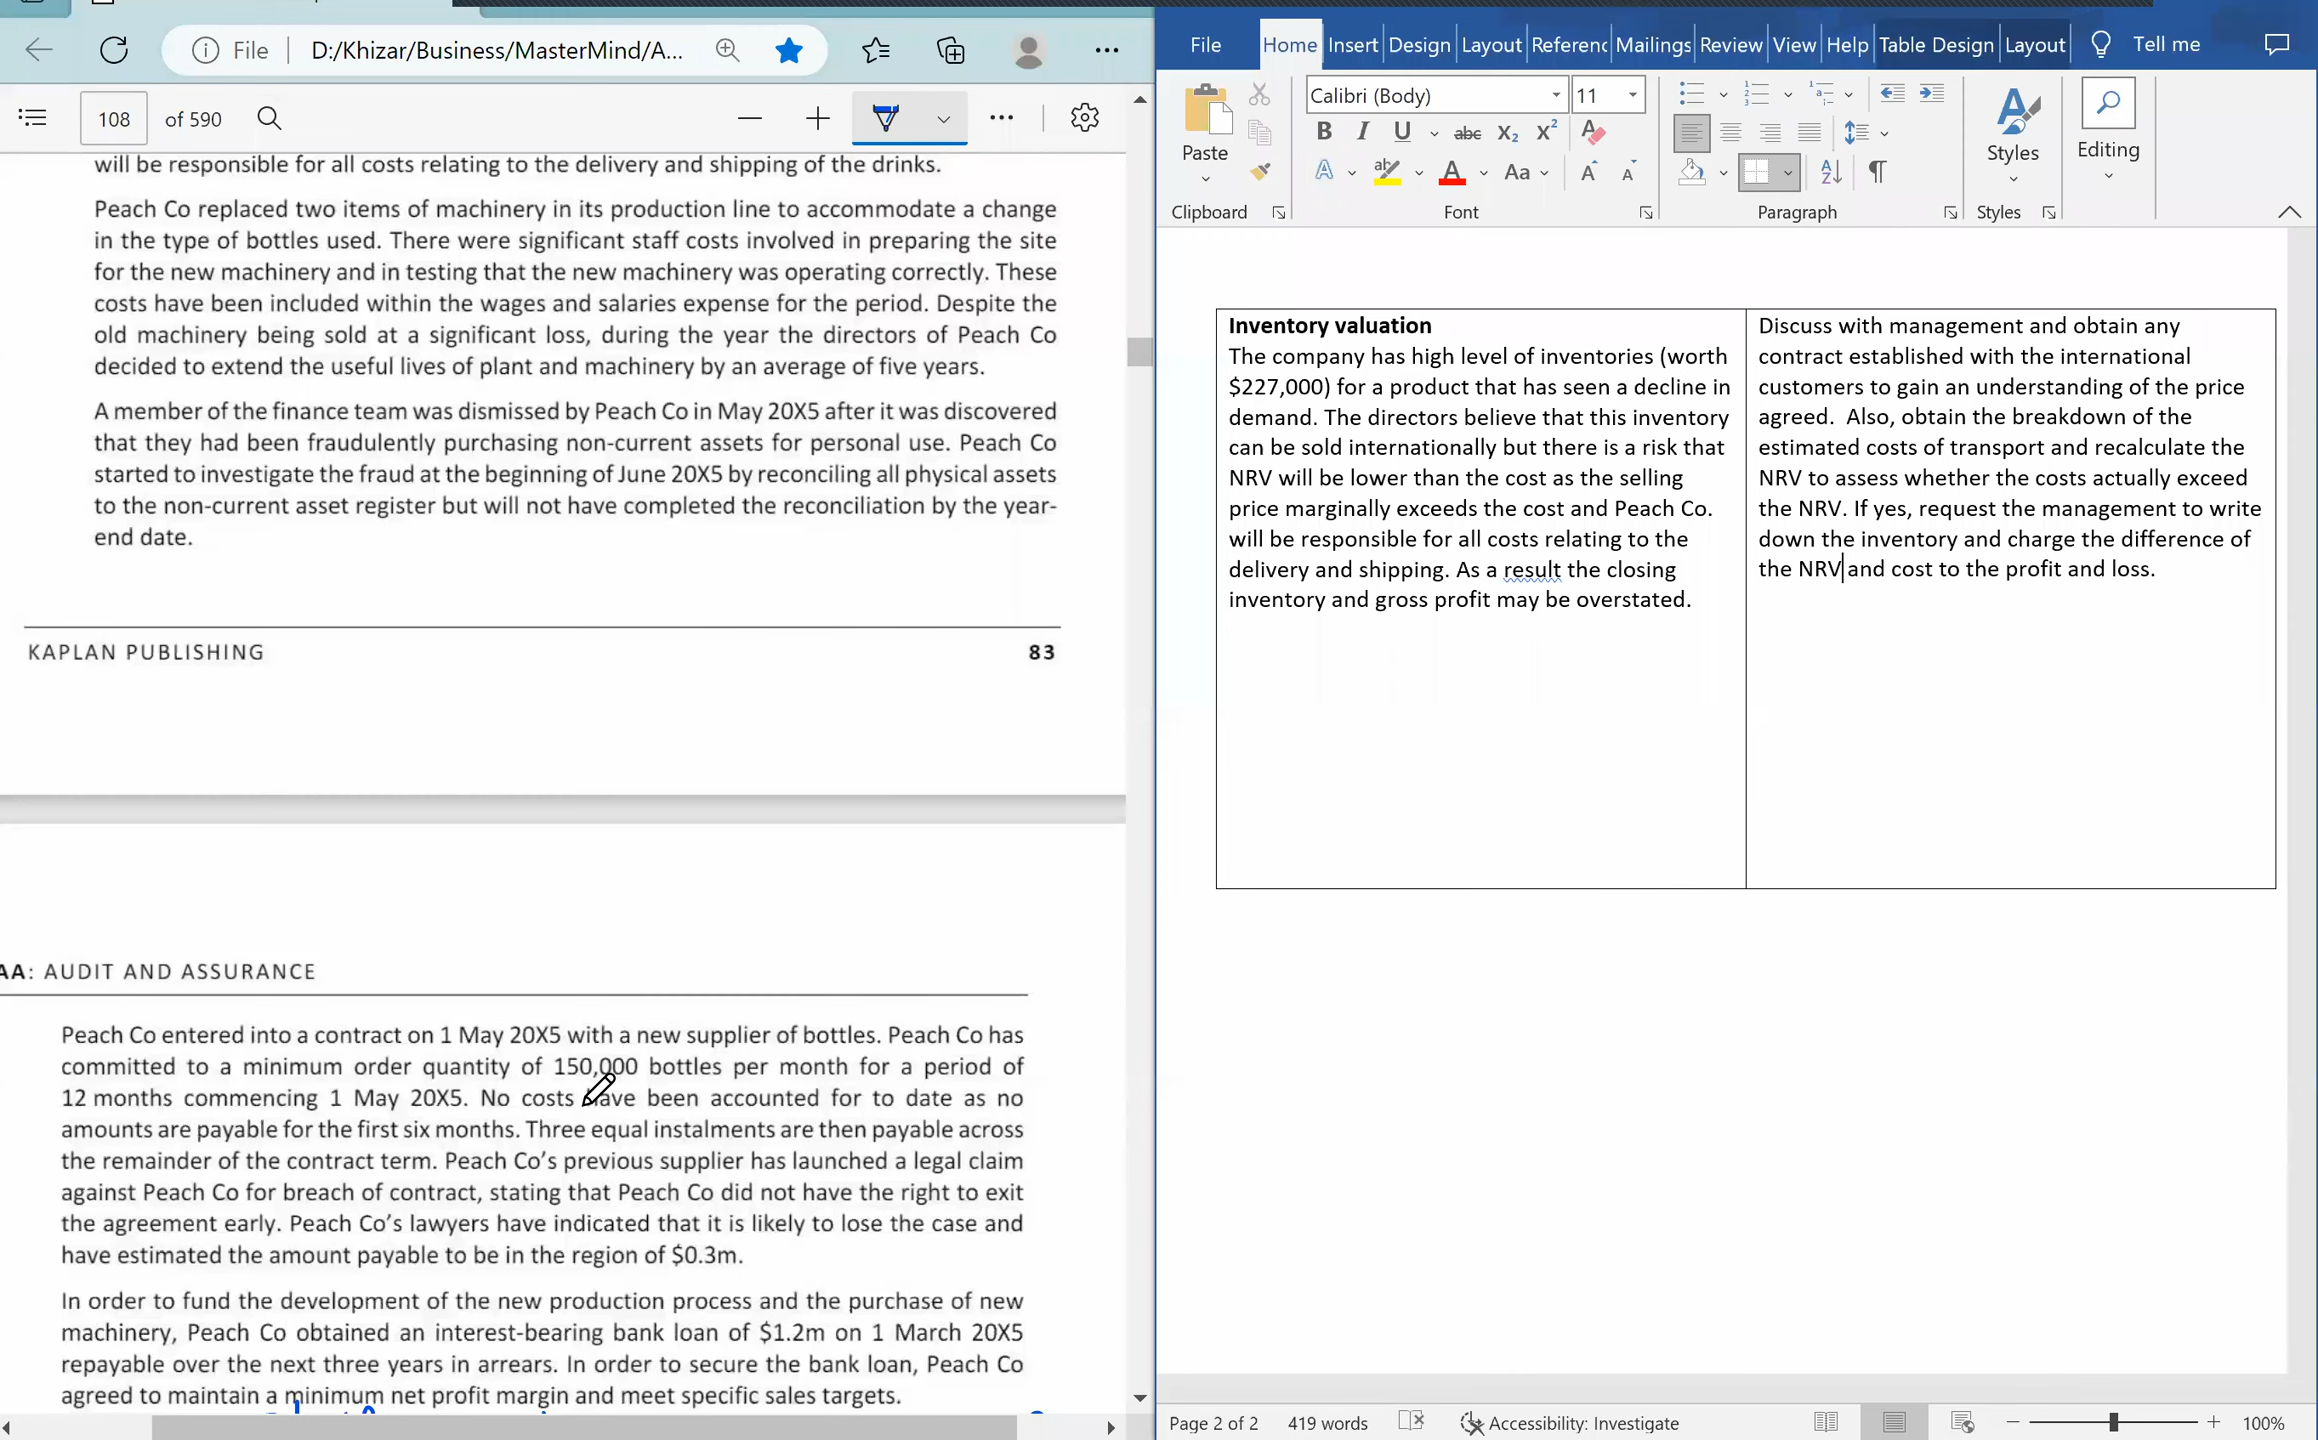 File
D:/Khizar/Business/MasterMind/A...
108 of 590
will be responsible for all costs relating to the delivery and shipping of the drinks.
Peach Co replaced two items of machinery in its production line to accommodate a change
in the type of bottles used. There were significant staff costs involved in preparing the site
for the new machinery and in testing that the new machinery was operating correctly. These
costs have been included within the wages and salaries expense for the period. Despite the
old machinery being sold at a significant loss, during the year the directors of Peach Co
decided to extend the useful lives of plant and machinery by an average of five years.
A member of the finance team was dismissed by Peach Co in May 20X5 after it was discovered
that they had been fraudulently purchasing non-current assets for personal use. Peach Co
started to investigate the fraud at the beginning of June 20X5 by reconciling all physical assets
to the non-current asset register but will not have completed the reconciliation by the year-
end date.
KAPLAN PUBLISHING 83
AA: AUDIT AND ASSURANCE
Peach Co entered into a contract on 1 May 20X5 with a new supplier of bottles. Peach Co has
committed to a minimum order quantity of 150,000 bottles per month for a period of
12 months commencing 1 May 20X5. No costs have been accounted for to date as no
amounts are payable for the first six months. Three equal instalments are then payable across
the remainder of the contract term. Peach Co's previous supplier has launched a legal claim
against Peach Co for breach of contract, stating that Peach Co did not have the right to exit
the agreement early. Peach Co's lawyers have indicated that it is likely to lose the case and
have estimated the amount payable to be in the region of $0.3m.
In order to fund the development of the new production process and the purchase of new
machinery, Peach Co obtained an interest-bearing bank loan of $1.2m on 1 March 20X5
repayable over the next three years in arrears. In order to secure the bank loan, Peach Co
agreed to maintain a minimum net profit margin and meet specific sales targets.
File Home Insert Design Layout Referenc Mailings Review View Help Table Design Layout Tell me
Calibri (Body) 11
Paste
Styles
Editing
Clipboard Font Paragraph Styles
Inventory valuation
The company has high level of inventories (worth
$227,000) for a product that has seen a decline in
demand. The directors believe that this inventory
can be sold internationally but there is a risk that
NRV will be lower than the cost as the selling
price marginally exceeds the cost and Peach Co.
will be responsible for all costs relating to the
delivery and shipping. As a result the closing
inventory and gross profit may be overstated.
Discuss with management and obtain any
contract established with the international
customers to gain an understanding of the price
agreed.  Also, obtain the breakdown of the
estimated costs of transport and recalculate the
NRV to assess whether the costs actually exceed
the NRV. If yes, request the management to write
down the inventory and charge the difference of
the NRV and cost to the profit and loss.
Page 2 of 2 419 words Accessibility: Investigate 100%